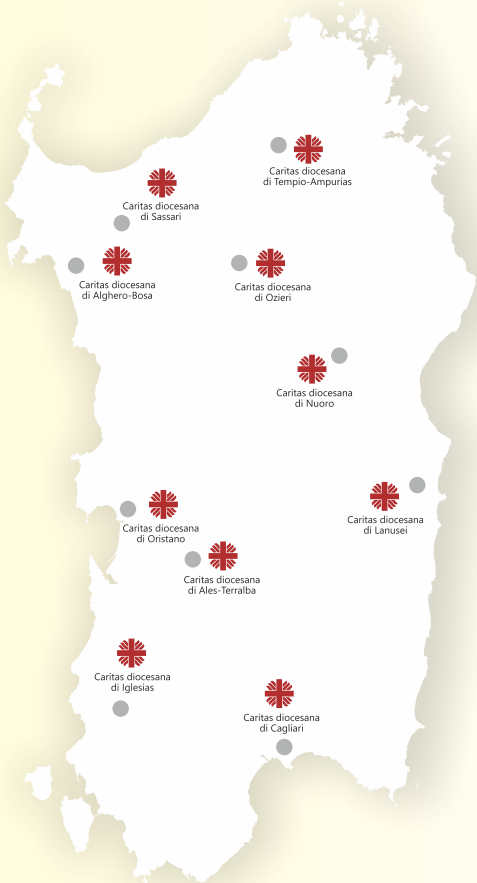 Caritas diocesana
di Tempio-Ampurias
Caritas diocesana
di Sassari
Caritas diocesana
di Alghero-Bosa
Caritas diocesana
di Ozieri
Caritas diocesana
di Nuoro
Caritas diocesana
di Lanusei
Caritas diocesana
di Oristano
Caritas diocesana
di Ales-Terralba
Caritas diocesana
di Iglesias
Caritas diocesana
di Cagliari